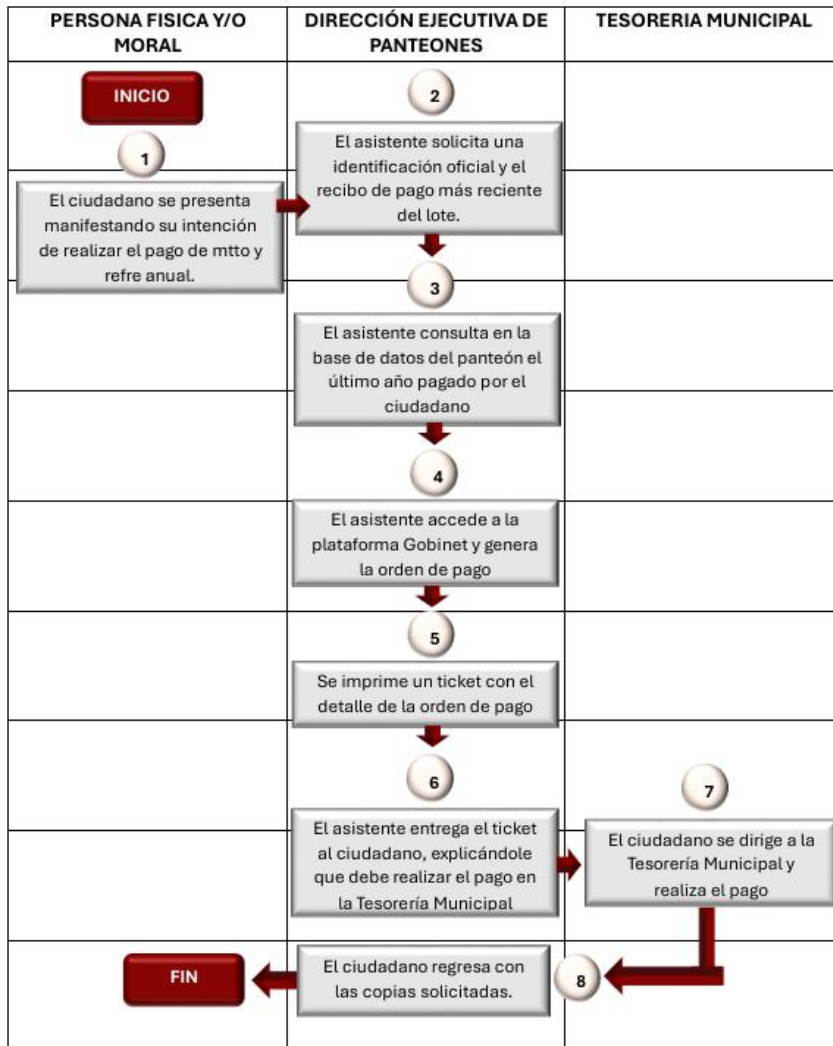 PERSONA FISICA Y/O
MORAL
DIRECCIÓN EJECUTIVA DE
PANTEONES
TESORERIA MUNICIPAL
INICIO
1
El ciudadano se presenta
manifestando su intención
de realizar el pago de mtto y
refre anual.
2
El asistente solicita una
identificación oficial y el
recibo de pago más reciente
del lote.
3
El asistente consulta en la
base de datos del panteón el
último año pagado por el
ciudadano
4
El asistente accede a la
plataforma Gobinet y genera
la orden de pago
5
Se imprime un ticket con el
detalle de la orden de pago
6
El asistente entrega el ticket
al ciudadano, explicándole
que debe realizar el pago en
la Tesorería Municipal
7
El ciudadano se dirige a la
Tesorería Municipal y
realiza el pago
8
El ciudadano regresa con
las copias solicitadas.
FIN